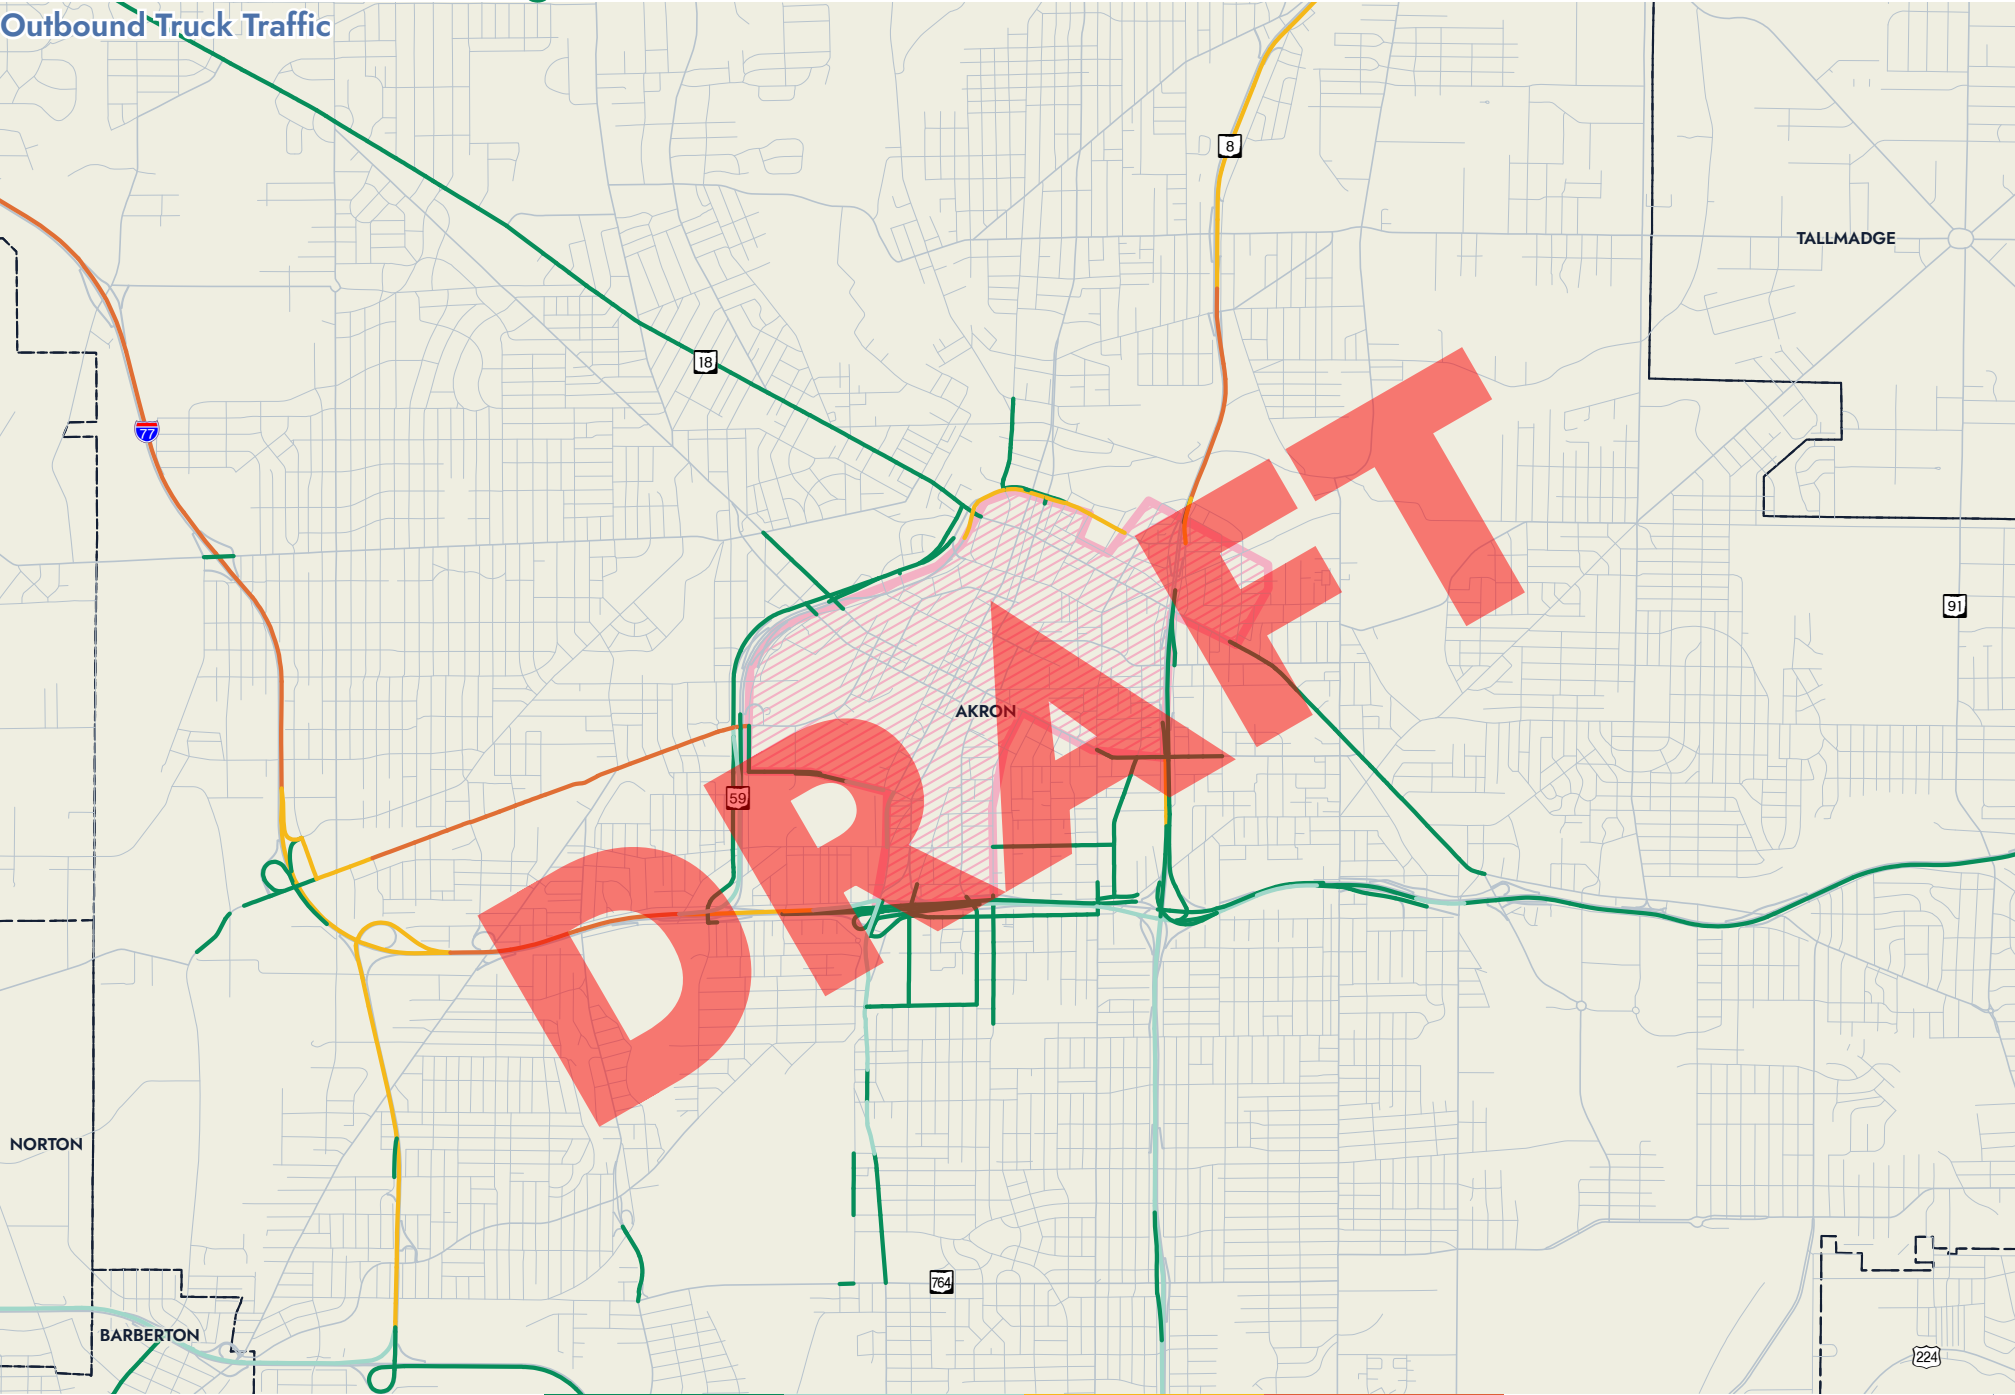 Outbound Truck Traffic
8
TALLMADGE
18
77
91
AKRON
59
DRAFT
NORTON
764
BARBERTON
224